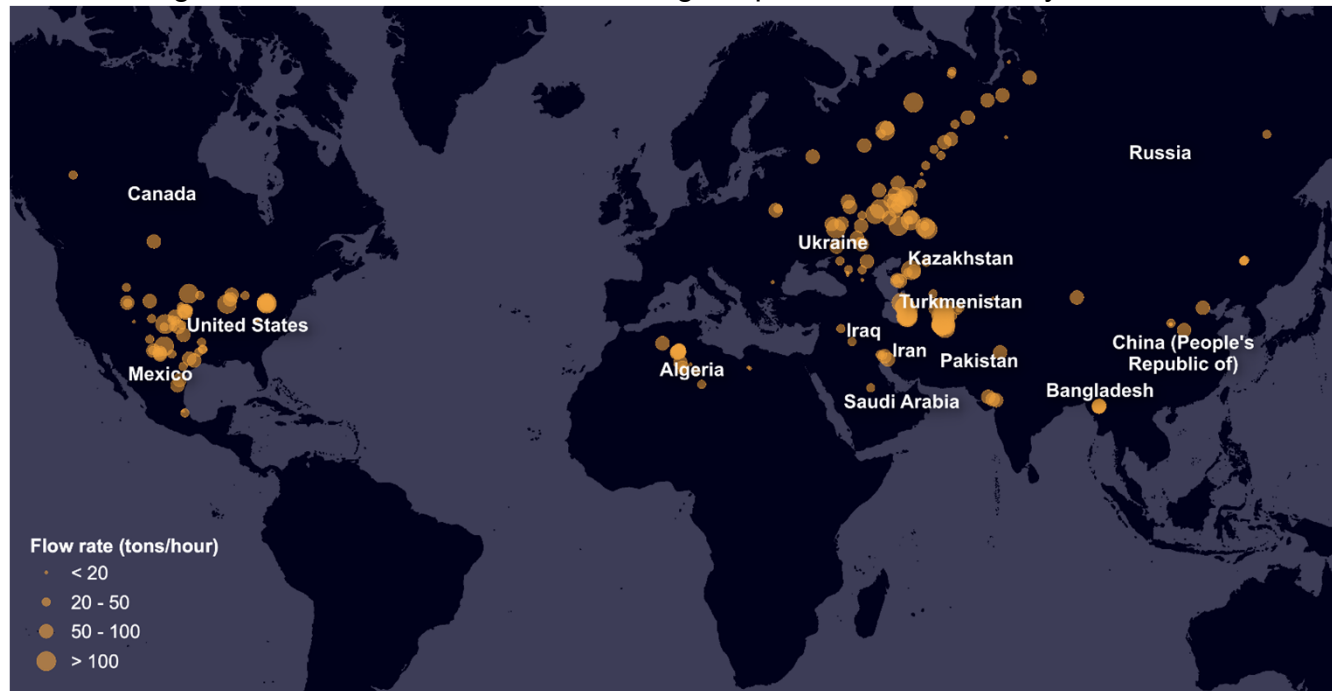 Russia
Canada
Ukraine
Kazakhstan
Turkmenistan
United States
Iraq
Iran
Pakistan
China (People's
Republic of)
Mexico
Algeria
Saudi Arabia
Bangladesh
Flow rate (tons/hour)
< 20
20 - 50
50 - 100
> 100